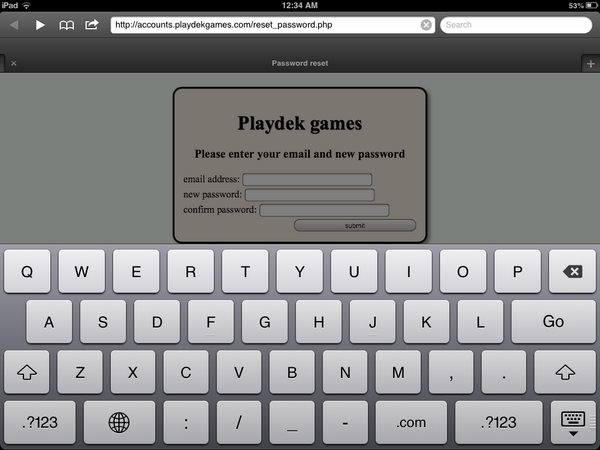 iPad 12:34 AM 53%
http://accounts.playdekgames.com/reset_password.php Search
Password reset
Playdek games
Please enter your email and new password
email address:
new password:
confirm password:
submit
Q W E R T Y U I O P
A S D F G H J K L Go
Z X C V B N M , .
.?123 : / _ - .com .?123